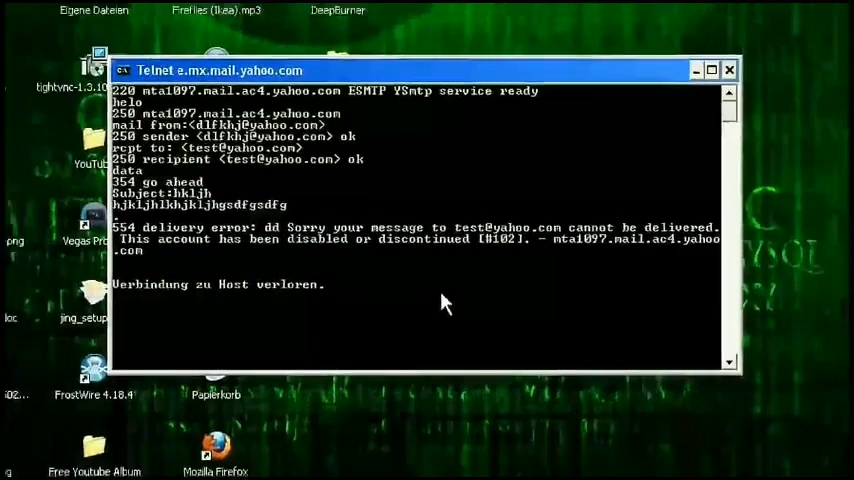 Eigene Dateien
Firefiles (Ikea).mp3
DeepBurner
Telnet e.mx.mail.yahoo.com
tightvnc-1.3.10
220 mta1097.mail.ac4.yahoo.com ESMTP YSmtp service ready
helo
250 mta1097.mail.ac4.yahoo.com
mail from:<dlfkhj@yahoo.com>
250 sender <dlfkhj@yahoo.com> ok
rcpt to: <test@yahoo.com>
250 recipient <test@yahoo.com> ok
data
354 go ahead
Subject:hkljh
hjkljhlkhjkljhgsdfgsdfg
.
554 delivery error: dd Sorry your message to test@yahoo.com cannot be delivered.
This account has been disabled or discontinued [#102]. - mta1097.mail.ac4.yahoo
.com
Verbindung zu Host verloren.
YouTube
png
Vegas Pro
oc
jing_setup
502...
FrostWire 4.18.4
Papierkorb
g
Free Youtube Album
Mozilla Firefox